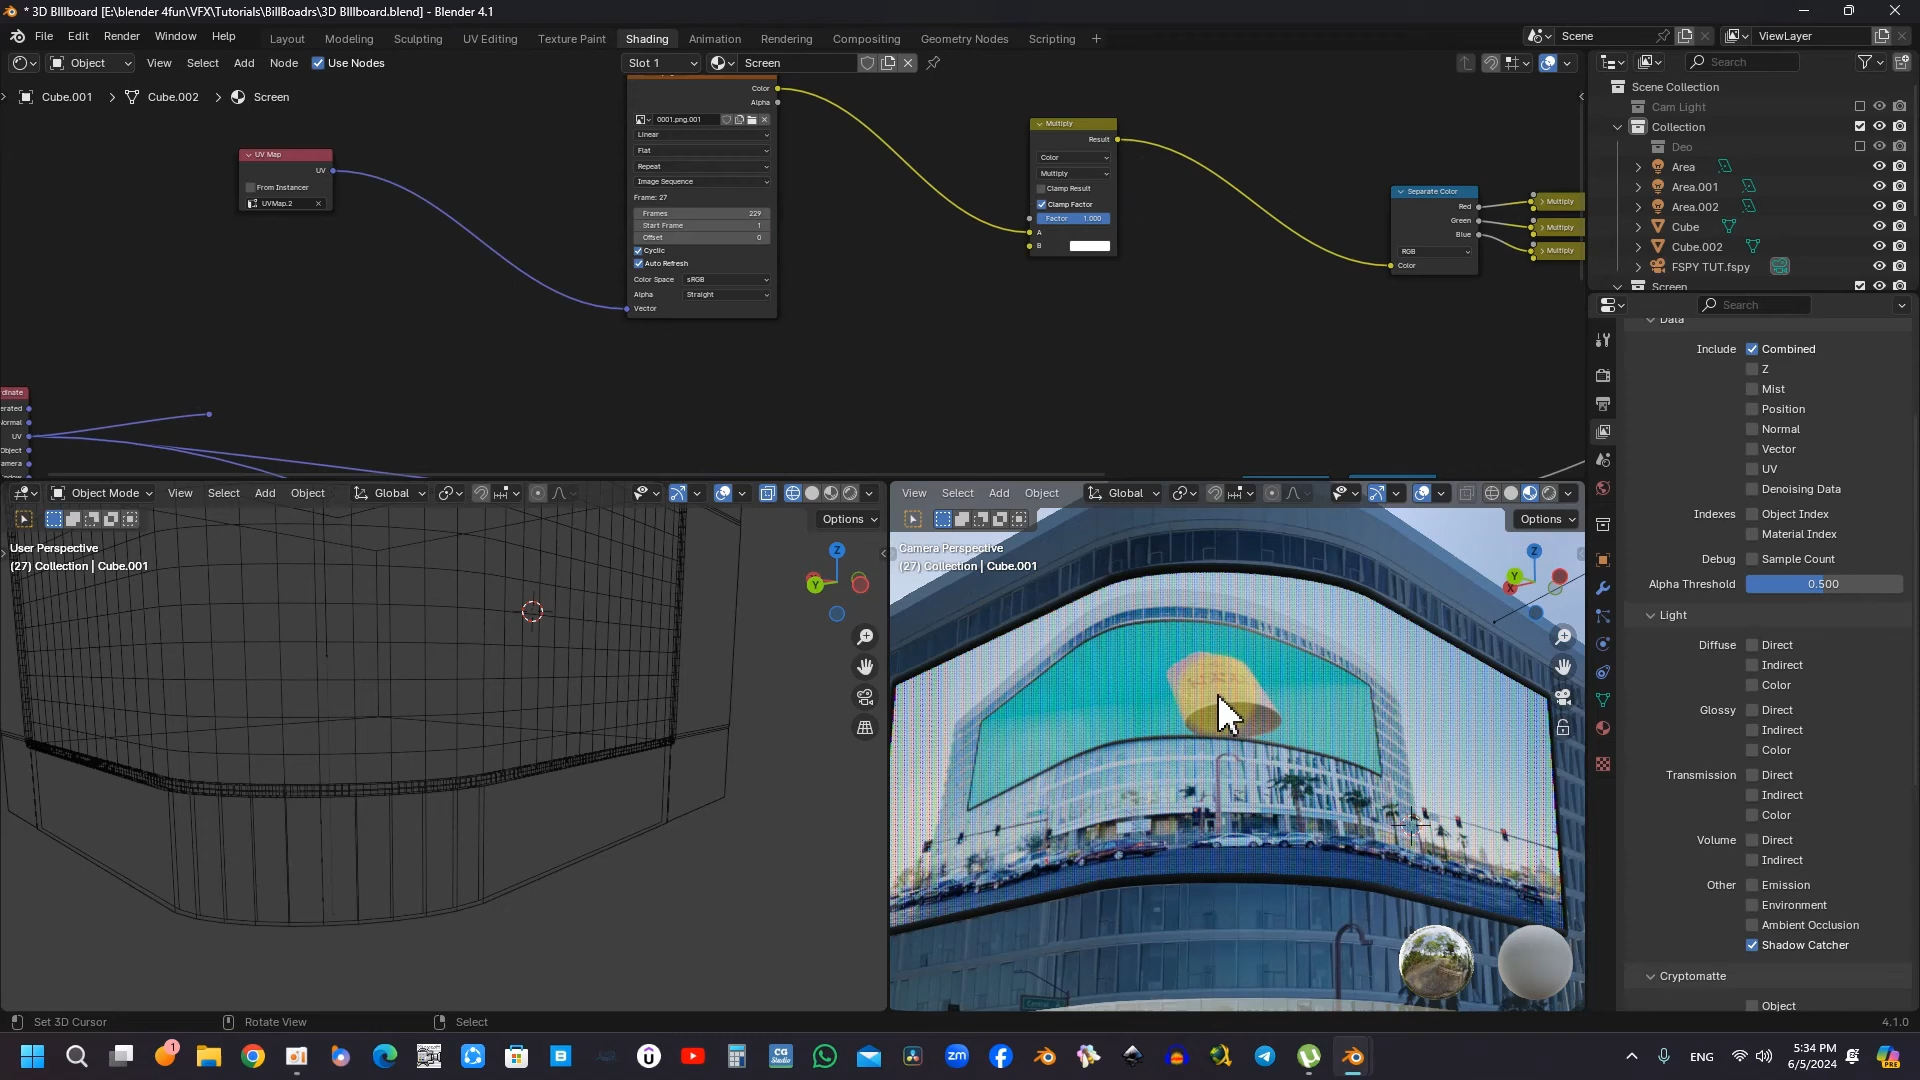 * 3D BIllboard [E:\blender 4fun\VFX\Tutorials\BillBoadrs\3D BIllboard.blend] - Blender 4.1
File Edit Render Window Help
Layout Modeling Sculpting UV Editing Texture Paint Shading Animation Rendering Compositing Geometry Nodes Scripting
Scene
ViewLayer
Object View Select Add Node Use Nodes
Slot 1
Screen
Search
Cube.001 > Cube.002 > Screen
Scene Collection
Cam Light
Collection
Deo
Area
Area.001
Area.002
Cube
Cube.002
FSPY TUT.fspy
Screen
UV Map
UV
From Instancer
UVMap.2
Color
Alpha
0001.png.001
Linear
Flat
Repeat
Image Sequence
Frame: 27
Frames 229
Start Frame 1
Offset 0
Cyclic
Auto Refresh
Color Space sRGB
Alpha Straight
Vector
Multiply
Result
Color
Multiply
Clamp Result
Clamp Factor
Factor 1.000
A
B
Separate Color
Red
Green
Blue
RGB
Color
Multiply
Multiply
Multiply
dinate
erated
Normal
UV
Object
amera
Search
Data
Include Combined
Z
Mist
Position
Normal
Vector
UV
Denoising Data
Indexes Object Index
Material Index
Debug Sample Count
Alpha Threshold 0.500
Light
Diffuse Direct
Indirect
Color
Glossy Direct
Indirect
Color
Transmission Direct
Indirect
Color
Volume Direct
Indirect
Other Emission
Environment
Ambient Occlusion
Shadow Catcher
Cryptomatte
Object
Object Mode View Select Add Object Global
Options
User Perspective
(27) Collection | Cube.001
Z
Y
View Select Add Object Global
Options
Camera Perspective
(27) Collection | Cube.001
Z
Y
X
Set 3D Cursor
Rotate View
Select
4.1.0
1
ENG
5:34 PM
6/5/2024